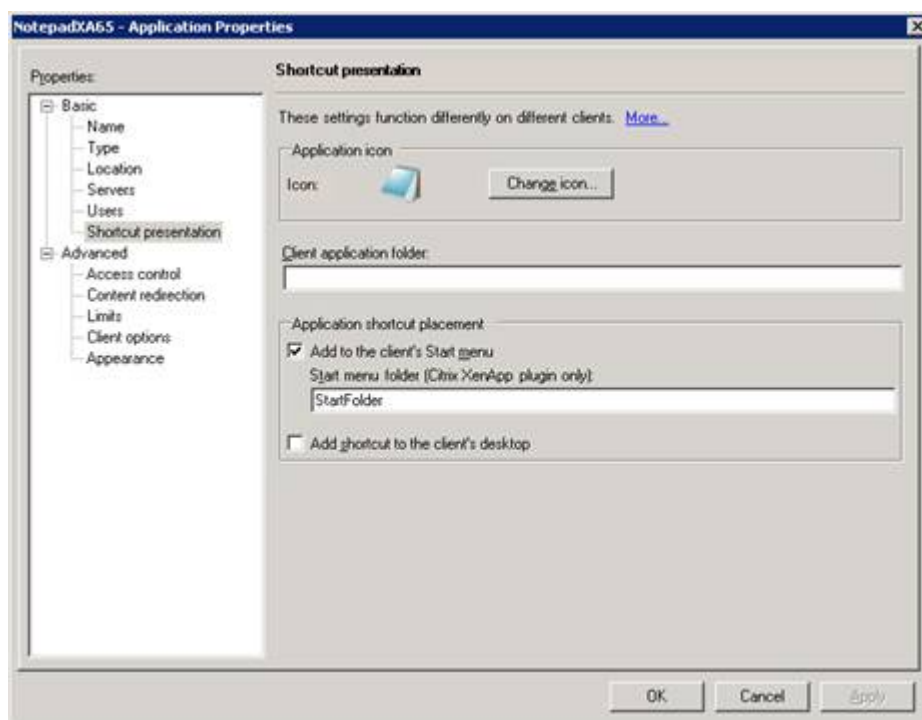 NotepadXA65 - Application Properties
Properties:
Basic
Name
Type
Location
Servers
Users
Shortcut presentation
Advanced
Access control
Content redirection
Limits
Client options
Appearance
Shortcut presentation
These settings function differently on different clients. More...
Application icon
Icon: Change icon...
Client application folder:
Application shortcut placement
Add to the client's Start menu
Start menu folder (Citrix XenApp plugin only):
StartFolder
Add shortcut to the client's desktop
OK Cancel Apply